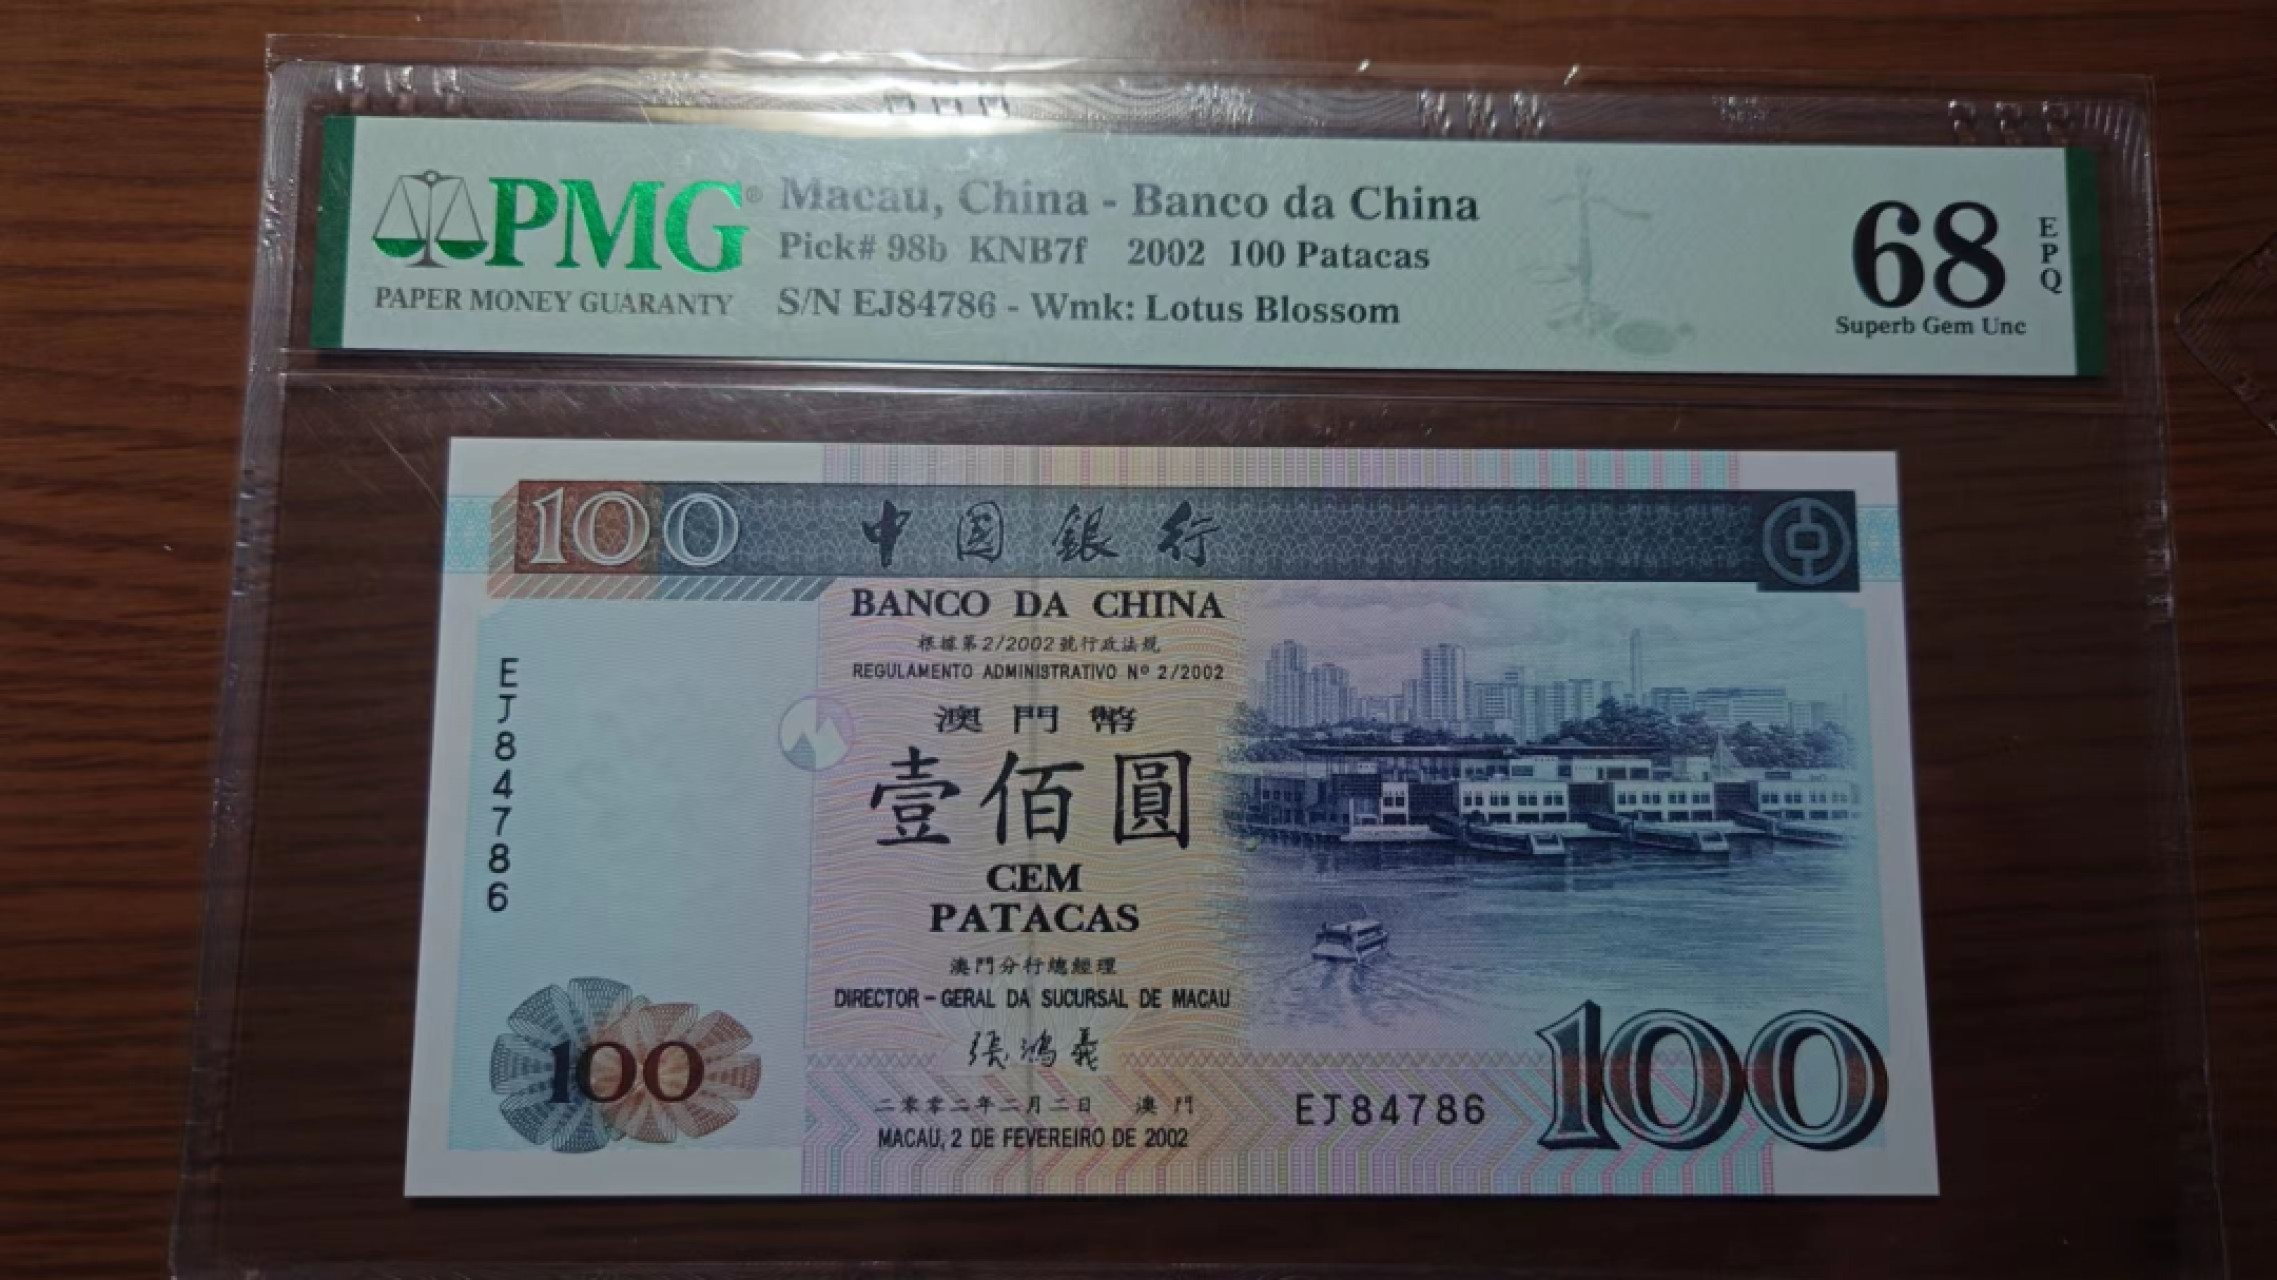 PMG®
PAPER MONEY GUARANTY
Macau, China - Banco da China
Pick# 98b KNB7f 2002 100 Patacas
S/N EJ84786 - Wmk: Lotus Blossom
68
EPQ
Superb Gem Unc
100
中國銀行
BANCO DA CHINA
根據第2/2002號行政法規
REGULAMENTO ADMINISTRATIVO Nº 2/2002
澳門幣
壹佰圓
CEM
PATACAS
澳門分行總經理
DIRECTOR-GERAL DA SUCURSAL DE MACAU
張鴻義
二零零二年二月二日 澳門
MACAU, 2 DE FEVEREIRO DE 2002
EJ84786
100
EJ84786
100